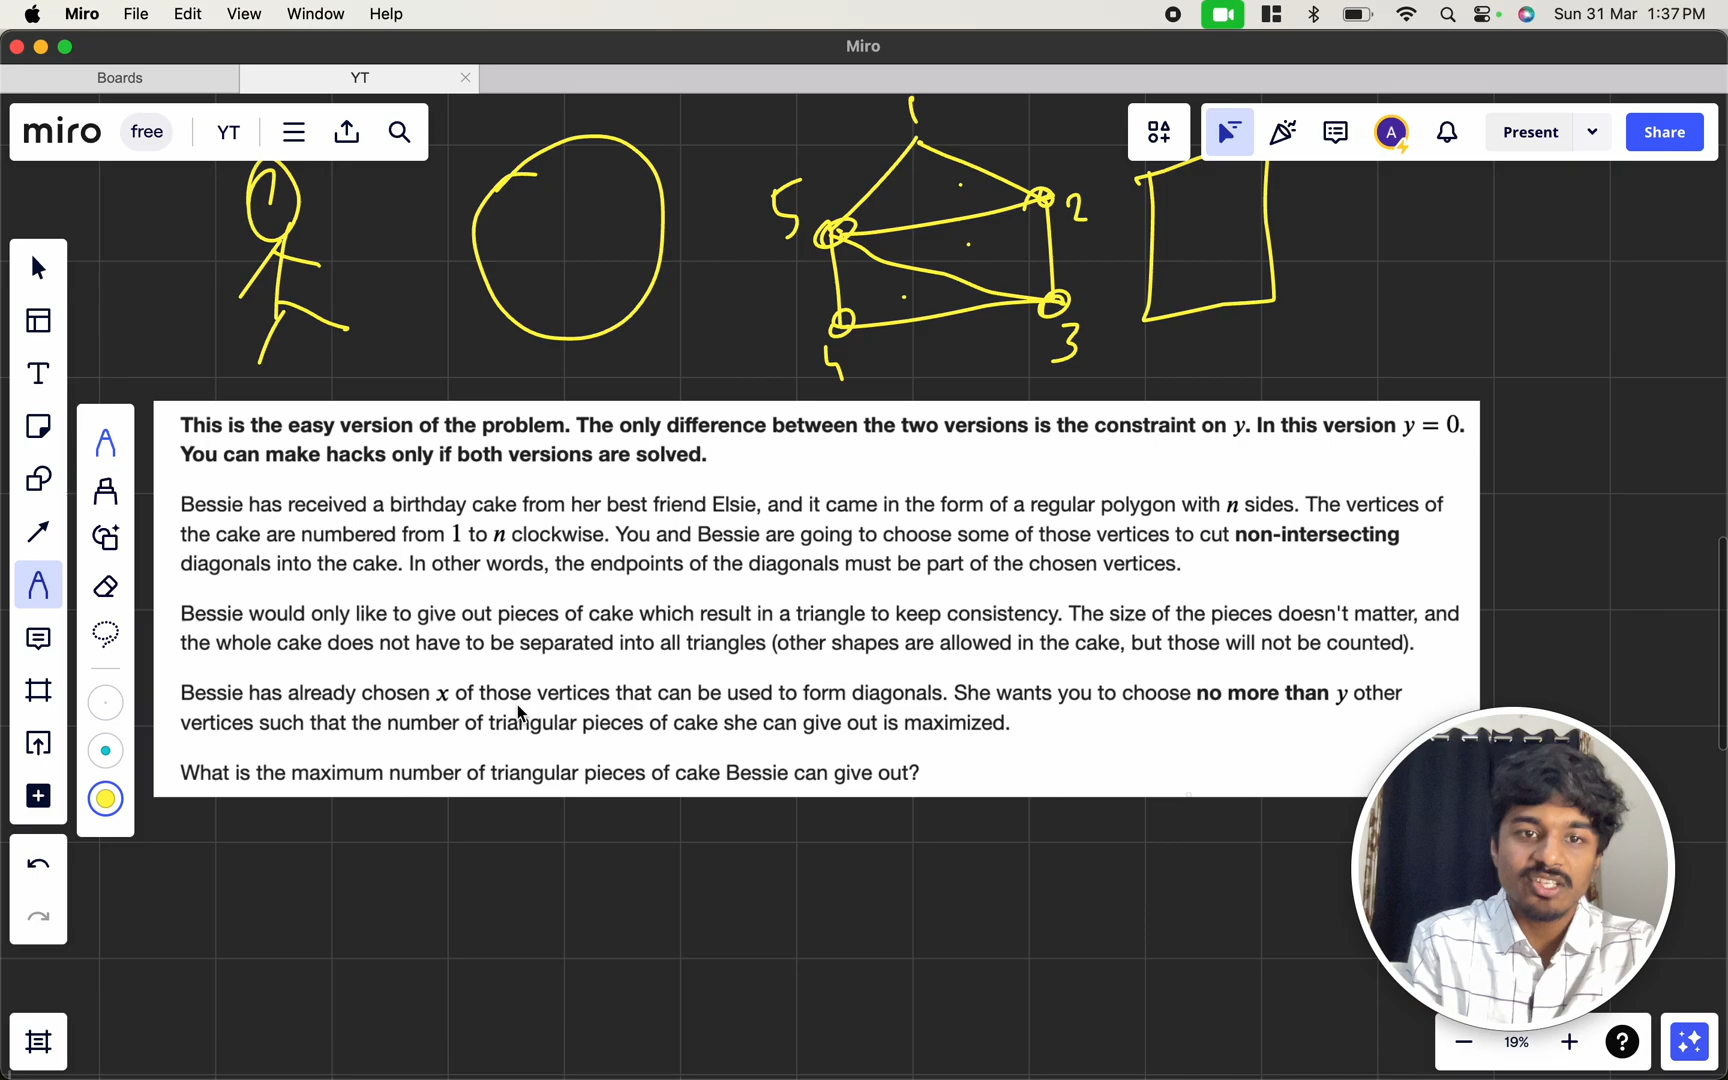 Miro File Edit View Window Help Sun 31 Mar 1:37 PM
Miro
Boards YT
miro free YT Present Share
A
1
5 2
4 3
This is the easy version of the problem. The only difference between the two versions is the constraint on y. In this version y = 0.
You can make hacks only if both versions are solved.
Bessie has received a birthday cake from her best friend Elsie, and it came in the form of a regular polygon with n sides. The vertices of
the cake are numbered from 1 to n clockwise. You and Bessie are going to choose some of those vertices to cut non-intersecting
diagonals into the cake. In other words, the endpoints of the diagonals must be part of the chosen vertices.
Bessie would only like to give out pieces of cake which result in a triangle to keep consistency. The size of the pieces doesn't matter, and
the whole cake does not have to be separated into all triangles (other shapes are allowed in the cake, but those will not be counted).
Bessie has already chosen x of those vertices that can be used to form diagonals. She wants you to choose no more than y other
vertices such that the number of triangular pieces of cake she can give out is maximized.
What is the maximum number of triangular pieces of cake Bessie can give out?
19%